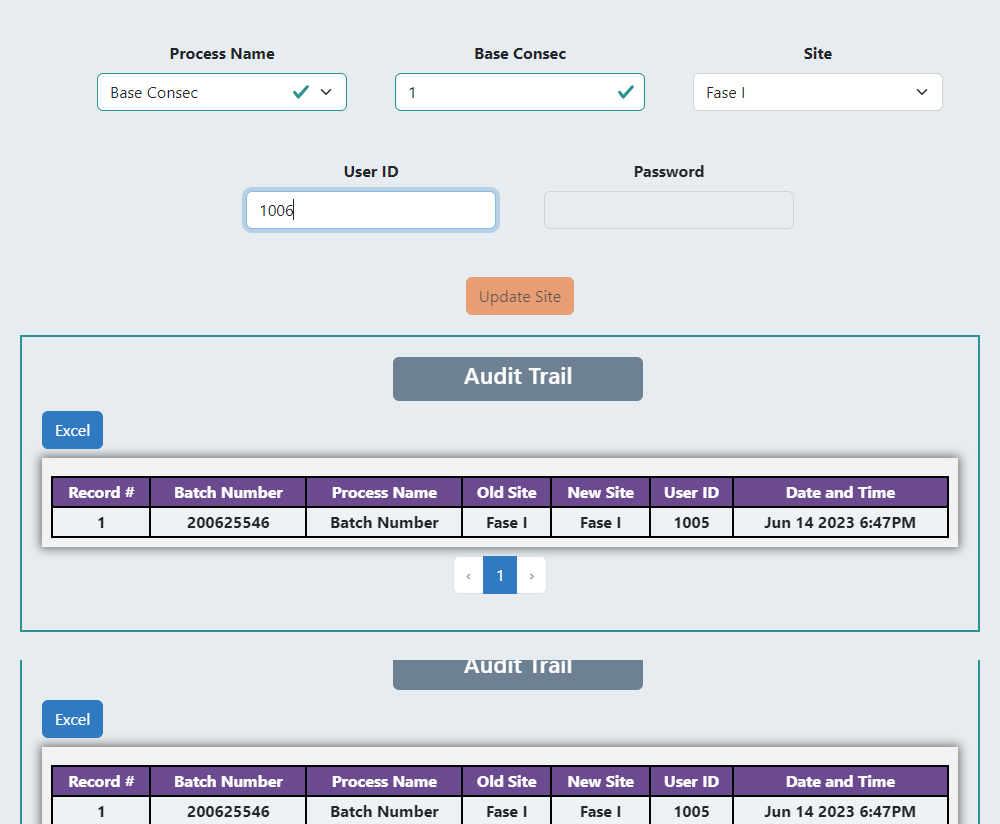 Process Name Base Consec Site
Base Consec 1 Fase I
User ID Password
1006
Update Site
Audit Trail
Excel
Record # Batch Number Process Name Old Site New Site User ID Date and Time
1 200625546 Batch Number Fase I Fase I 1005 Jun 14 2023 6:47PM
‹ 1 ›
Audit Trail
Excel
Record # Batch Number Process Name Old Site New Site User ID Date and Time
1 200625546 Batch Number Fase I Fase I 1005 Jun 14 2023 6:47PM